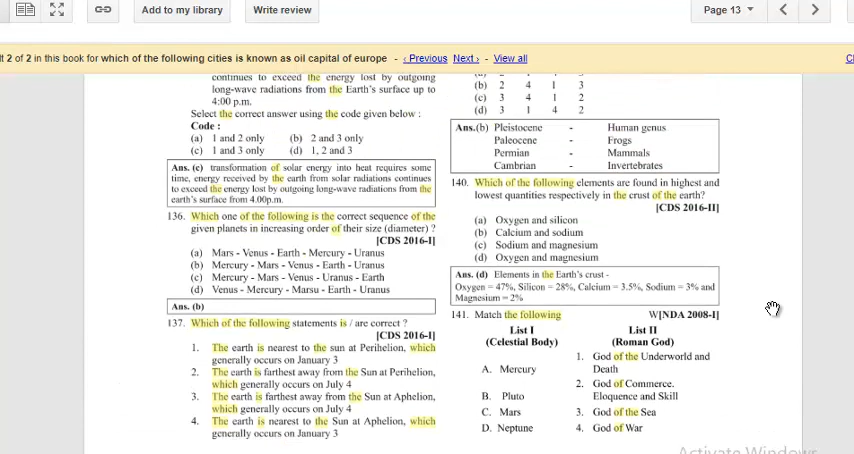 Add to my library
Write review
Page 13
lt 2 of 2 in this book for which of the following cities is known as oil capital of europe - ‹ Previous Next › - View all
continues to exceed the energy lost by outgoing
long-wave radiations from the Earth's surface up to
4:00 p.m.
Select the correct answer using the code given below :
Code :
(a) 1 and 2 only (b) 2 and 3 only
(c) 1 and 3 only (d) 1, 2 and 3
Ans. (c) transformation of solar energy into heat requires some
time, energy received by the earth from solar radiations continues
to exceed the energy lost by outgoing long-wave radiations from the
earth's surface from 4.00p.m.
136. Which one of the following is the correct sequence of the
given planets in increasing order of their size (diameter) ?
[CDS 2016-I]
(a) Mars - Venus - Earth - Mercury - Uranus
(b) Mercury - Mars - Venus - Earth - Uranus
(c) Mercury - Mars - Venus - Uranus - Earth
(d) Venus - Mercury - Marsu - Earth - Uranus
Ans. (b)
137. Which of the following statements is / are correct ?
[CDS 2016-I]
1. The earth is nearest to the sun at Perihelion, which
generally occurs on January 3
2. The earth is farthest away from the Sun at Perihelion,
which generally occurs on July 4
3. The earth is farthest away from the Sun at Aphelion,
which generally occurs on July 4
4. The earth is nearest to the Sun at Aphelion, which
generally occurs on January 3
(b) 2 4 1 3
(c) 3 4 1 2
(d) 3 1 4 2
Ans.(b) Pleistocene - Human genus
Paleocene - Frogs
Permian - Mammals
Cambrian - Invertebrates
140. Which of the following elements are found in highest and
lowest quantities respectively in the crust of the earth?
[CDS 2016-II]
(a) Oxygen and silicon
(b) Calcium and sodium
(c) Sodium and magnesium
(d) Oxygen and magnesium
Ans. (d) Elements in the Earth's crust -
Oxygen = 47%, Silicon = 28%, Calcium = 3.5%, Sodium = 3% and
Magnesium = 2%
141. Match the following W[NDA 2008-I]
List I List II
(Celestial Body) (Roman God)
A. Mercury 1. God of the Underworld and
Death
B. Pluto 2. God of Commerce.
Eloquence and Skill
C. Mars 3. God of the Sea
D. Neptune 4. God of War
Activate Windows